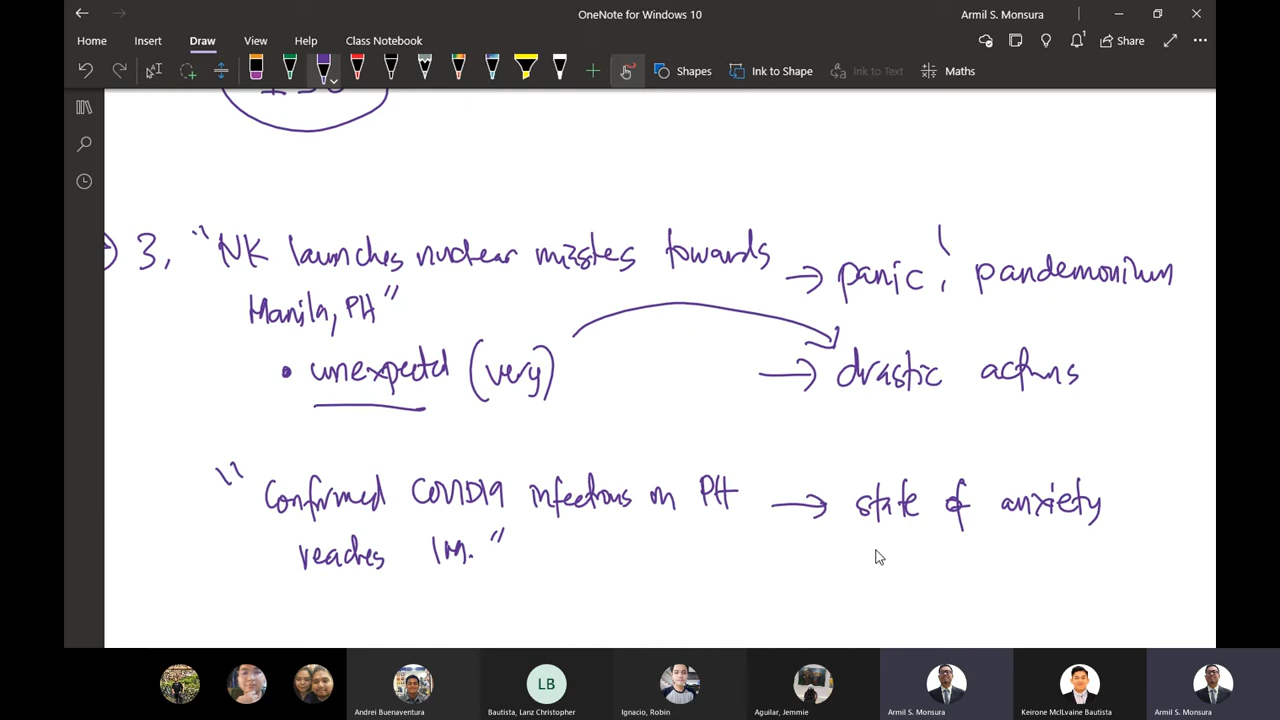 OneNote for Windows 10
Armil S. Monsura
Home Insert Draw View Help Class Notebook
Share
Shapes
Ink to Shape
Ink to Text
Maths
3. "NK launches nuclear missles towards
Manila, PH"
→ panic! pandemonium
• unexpected (very)
→ drastic actions
"Confirmed COVID19 infections on PH
reaches 1M."
→ state of anxiety
Andrei Buenaventura
LB
Bautista, Lanz Christopher
Ignacio, Robin
Aguilar, Jemmie
Armil S. Monsura
Keirone McIlvaine Bautista
Armil S. Monsura